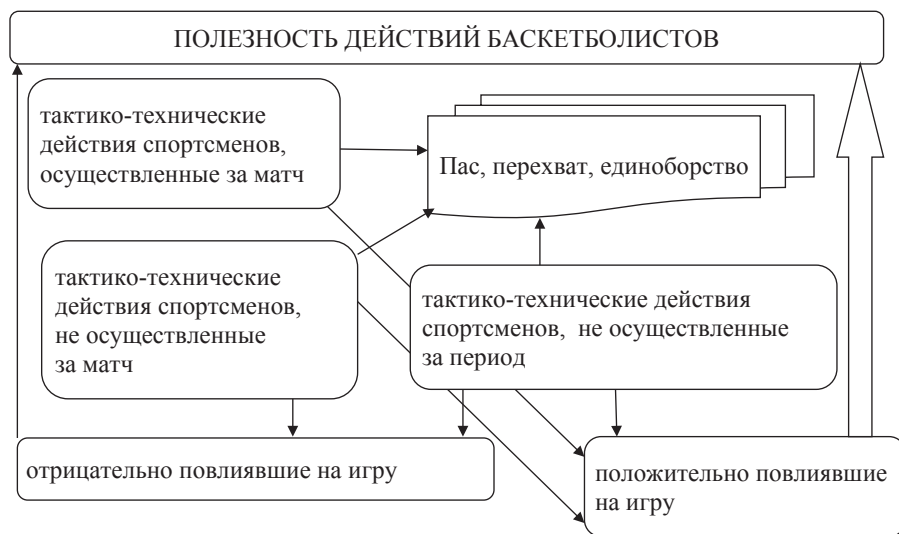 ПОЛЕЗНОСТЬ ДЕЙСТВИЙ БАСКЕТБОЛИСТОВ
тактико-технические
действия спортсменов,
осуществленные за матч
Пас, перехват, единоборство
тактико-технические
действия спортсменов,
не осуществленные
за матч
тактико-технические действия
спортсменов, не осуществленные
за период
отрицательно повлиявшие на игру
положительно повлиявшие
на игру